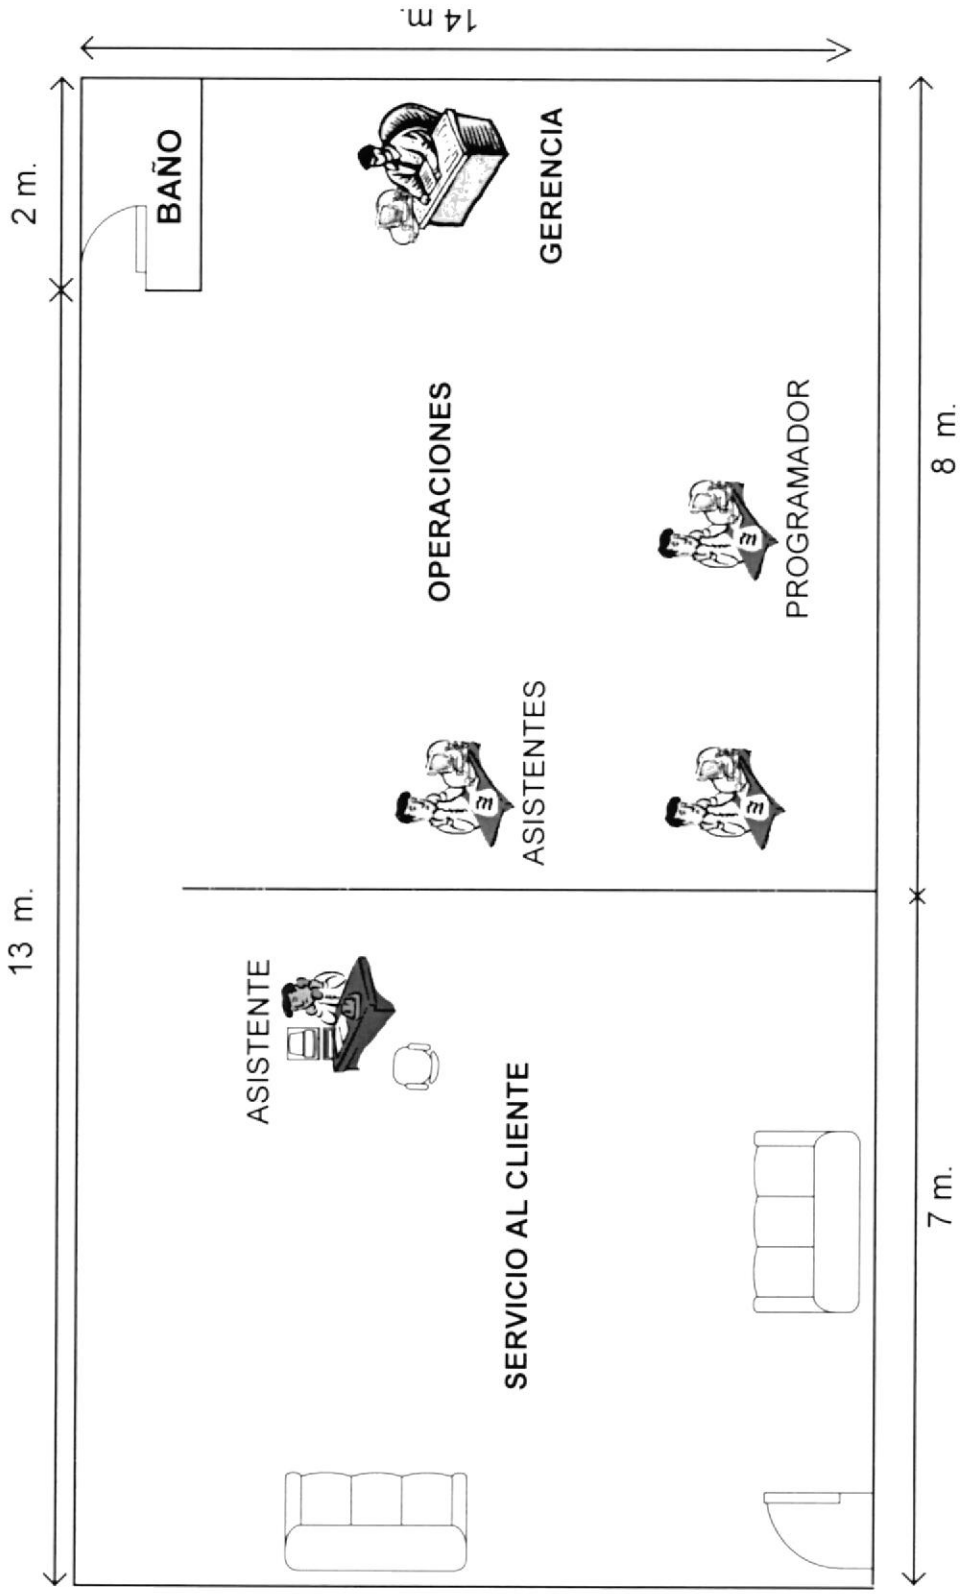 14 m.
2 m.
BAÑO
GERENCIA
OPERACIONES
PROGRAMADOR
ASISTENTES
13 m.
8 m.
ASISTENTE
SERVICIO AL CLIENTE
7 m.
m
m
m